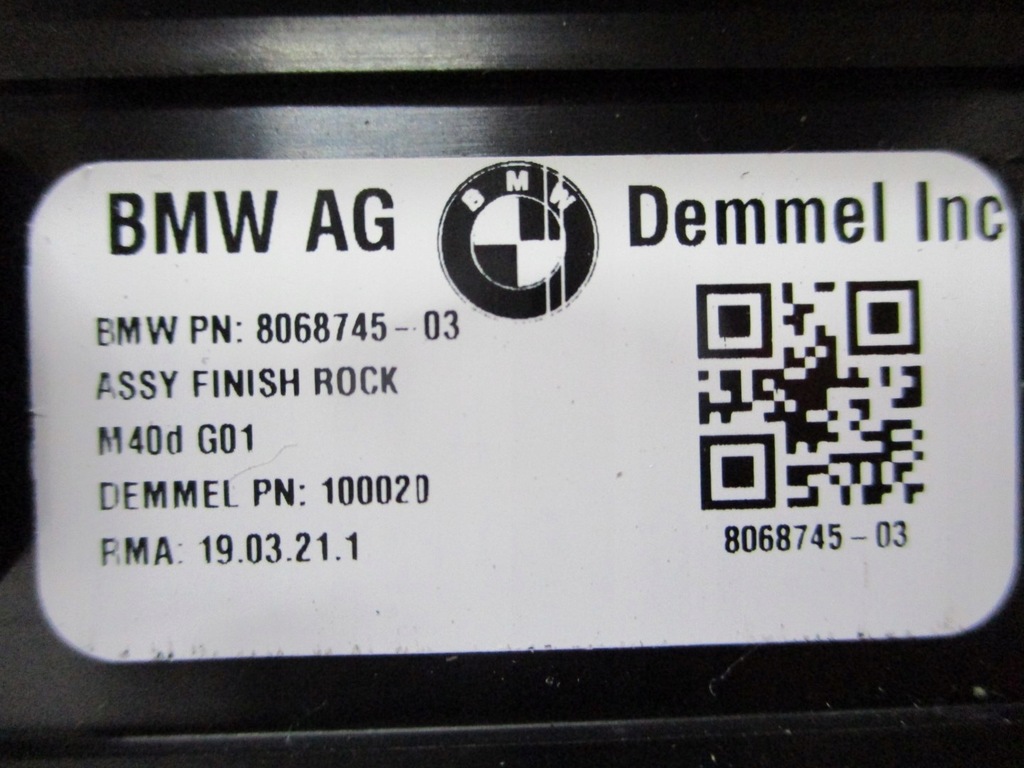 BMW AG BMW Demmel Inc
BMW PN: 8068745-03
ASSY FINISH ROCK
M40d G01
DEMMEL PN: 100020
RMA: 19.03.21.1
8068745-03